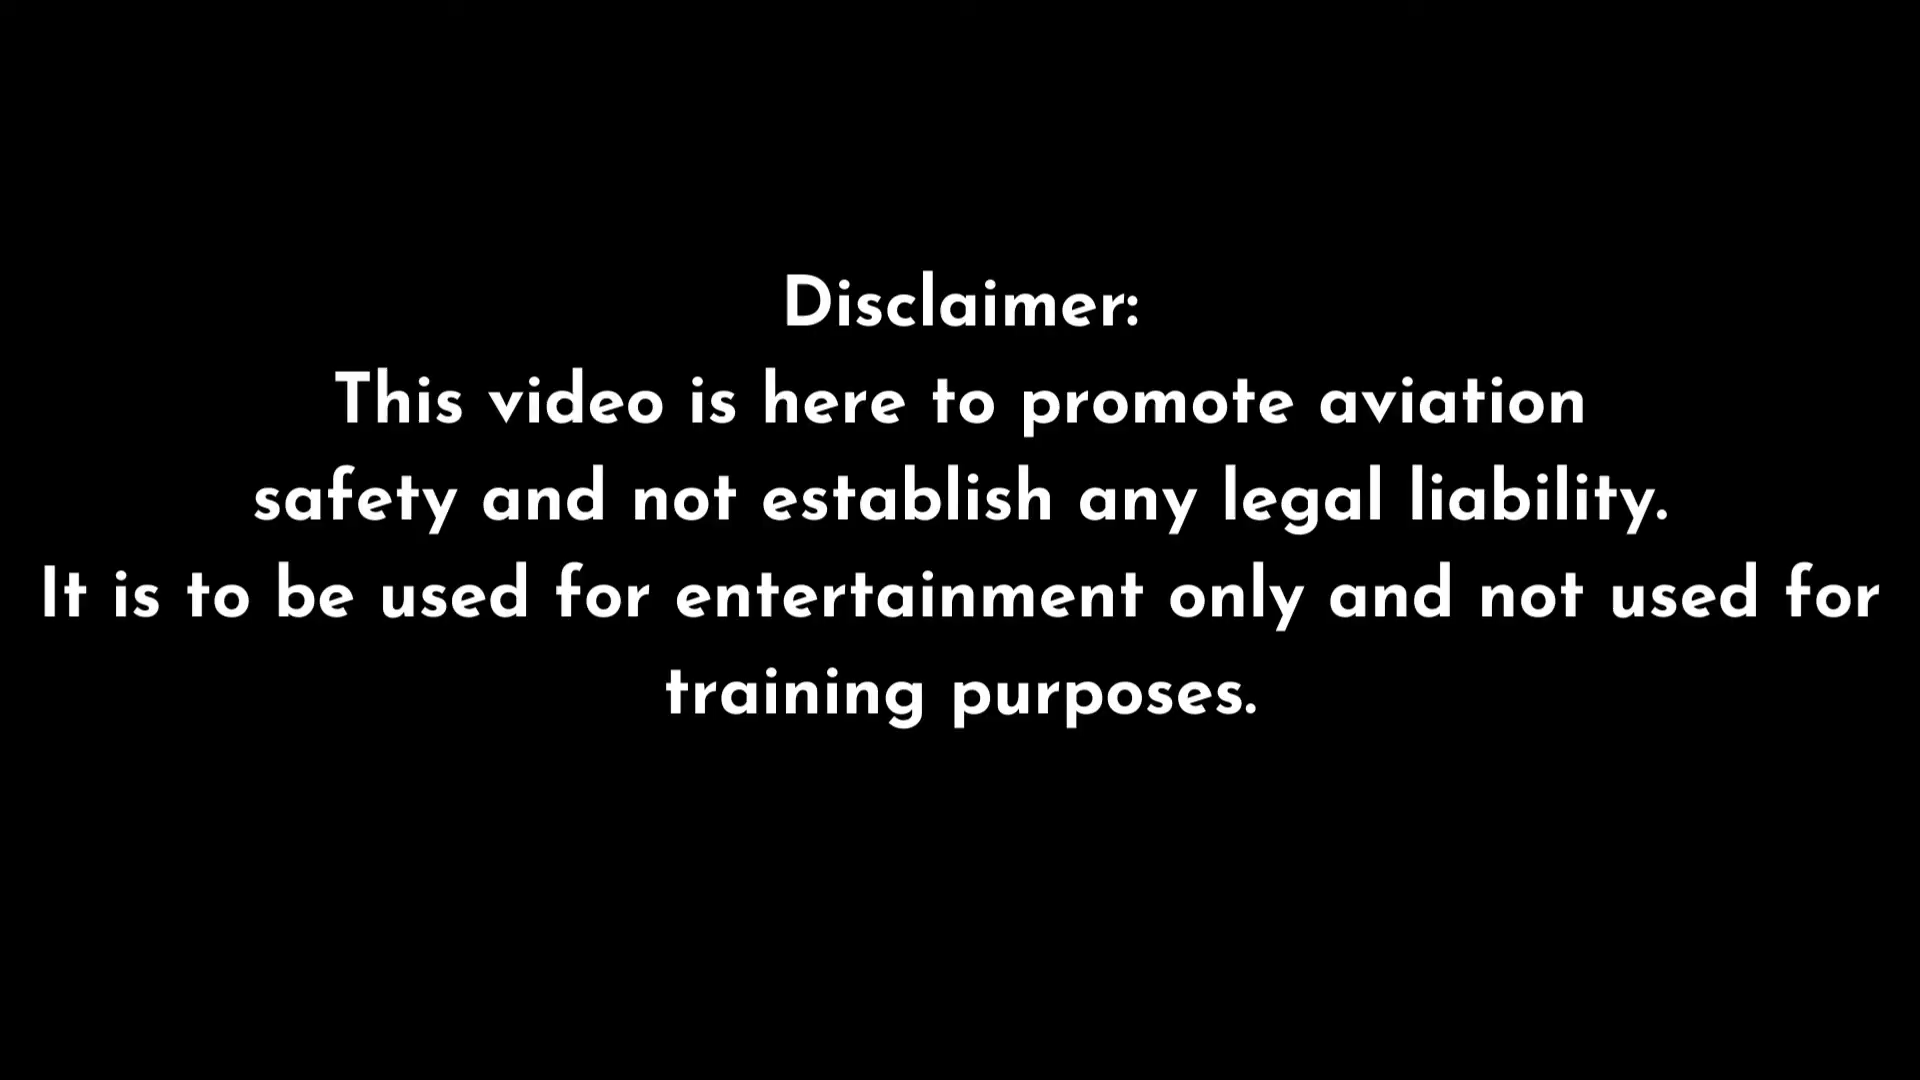 Disclaimer:
This video is here to promote aviation
safety and not establish any legal liability.
It is to be used for entertainment only and not used for
training purposes.